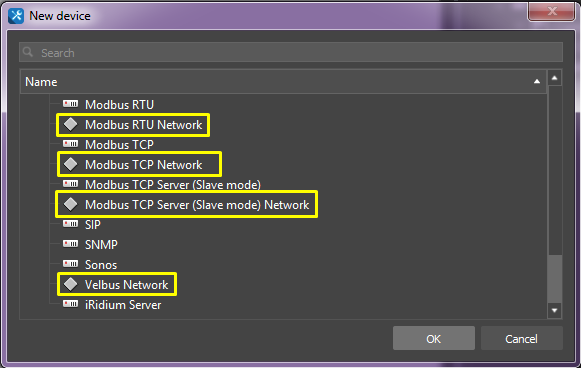 New device
Search
Name
Modbus RTU
Modbus RTU Network
Modbus TCP
Modbus TCP Network
Modbus TCP Server (Slave mode)
Modbus TCP Server (Slave mode) Network
SIP
SNMP
Sonos
Velbus Network
iRidium Server
OK
Cancel